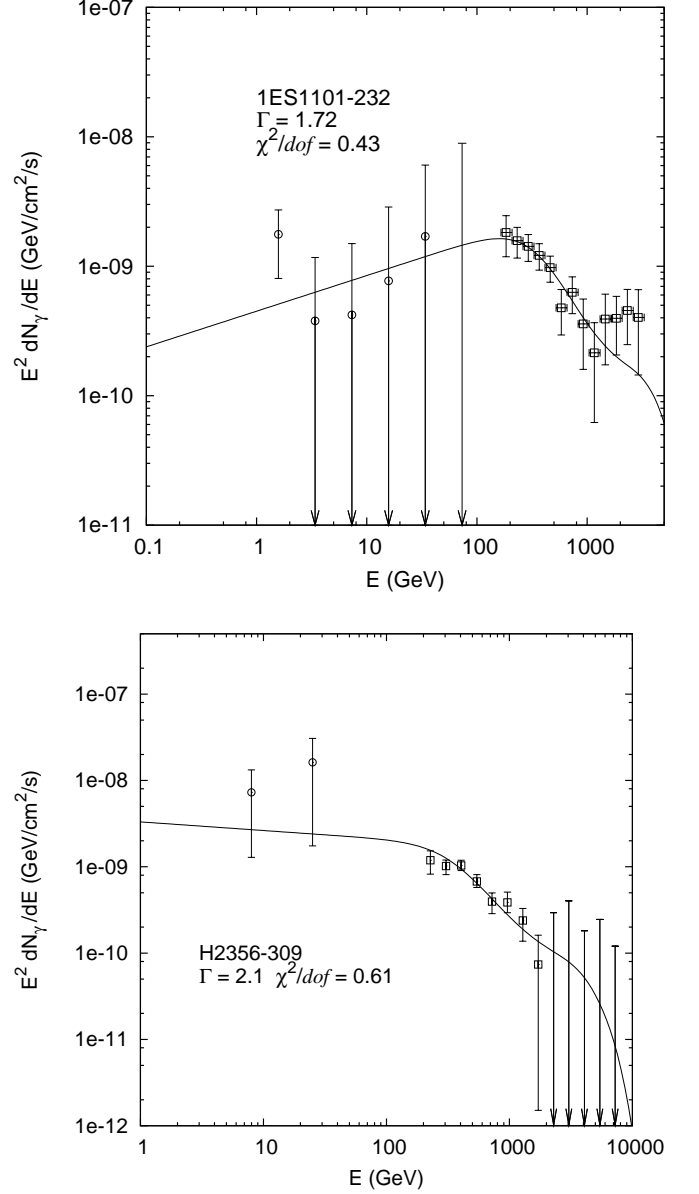 1e-07
1e-08
1e-09
1e-10
1e-11
E² dNγ/dE (GeV/cm²/s)
1ES1101-232
Γ = 1.72
χ²/dof = 0.43
0.1 1 10 100 1000
E (GeV)
1e-07
1e-08
1e-09
1e-10
1e-11
1e-12
E² dNγ/dE (GeV/cm²/s)
H2356-309
Γ = 2.1 χ²/dof = 0.61
1 10 100 1000 10000
E (GeV)